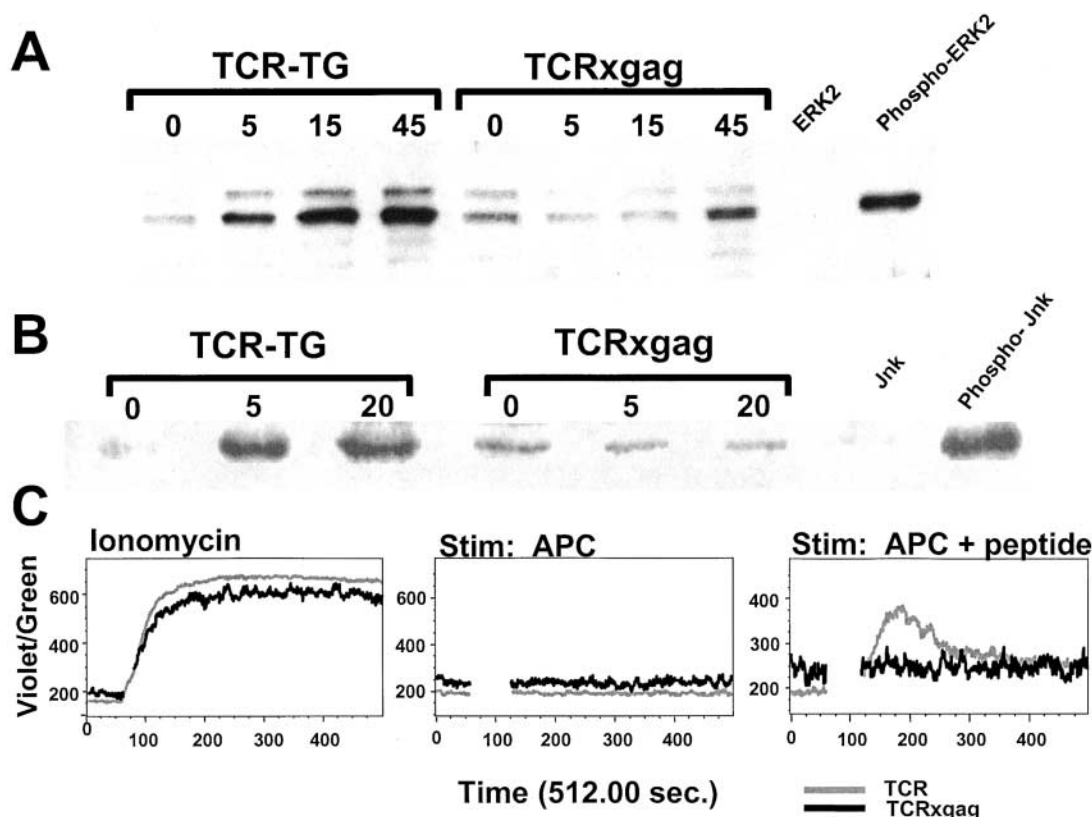 A
TCR-TG TCRxgag ERK2 Phospho-ERK2
0 5 15 45 0 5 15 45
B
TCR-TG TCRxgag Jnk Phospho-Jnk
0 5 20 0 5 20
C
Ionomycin Stim: APC Stim: APC + peptide
Violet/Green
600 600 400
400 400 300
200 200 200
0 100 200 300 400 0 100 200 300 400 0 100 200 300 400
Time (512.00 sec.)
TCR
TCRxgag